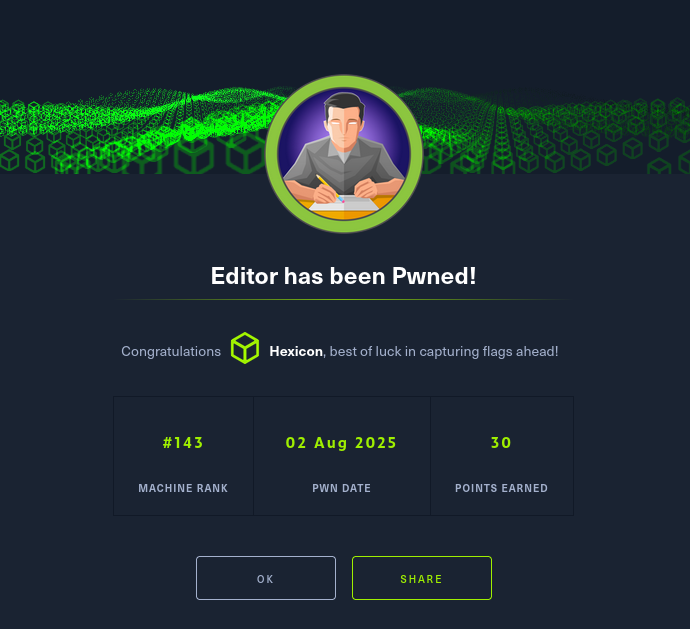 Editor has been Pwned!
Congratulations Hexicon, best of luck in capturing flags ahead!
#143 02 Aug 2025 30
MACHINE RANK PWN DATE POINTS EARNED
OK SHARE